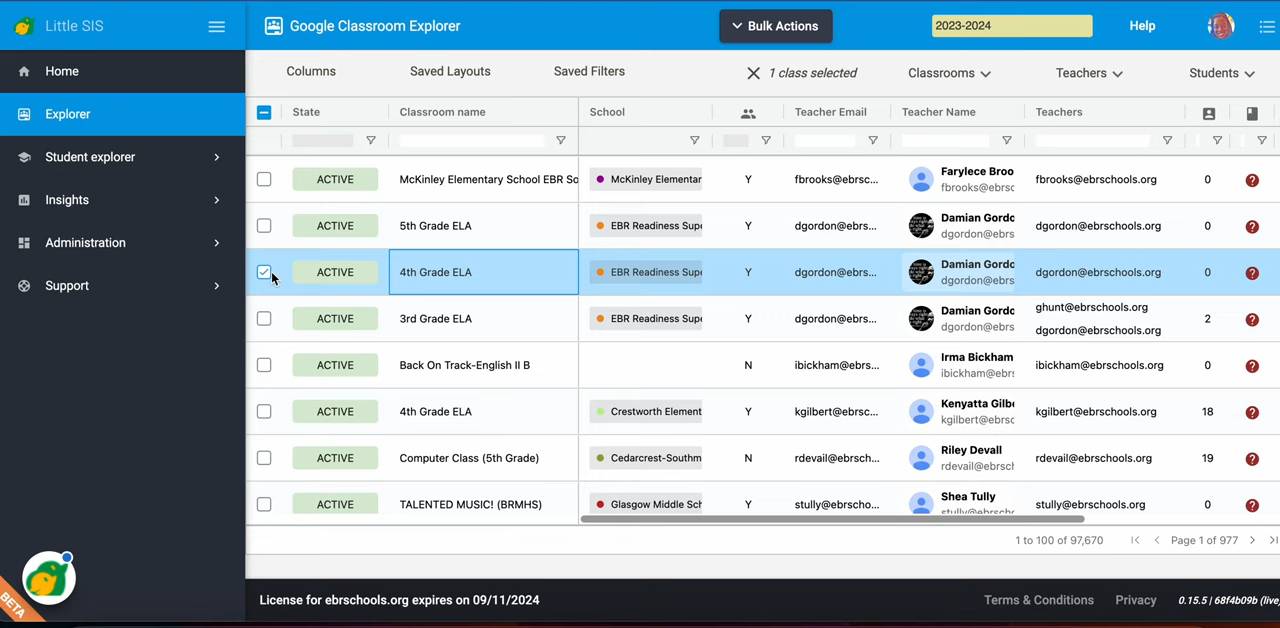 Little SIS
Google Classroom Explorer
Bulk Actions
2023-2024
Help
Home
Explorer
Student explorer
Insights
Administration
Support
BETA
Columns
Saved Layouts
Saved Filters
1 class selected
Classrooms
Teachers
Students
State
Classroom name
School
Teacher Email
Teacher Name
Teachers
ACTIVE McKinley Elementary School EBR So McKinley Elementar Y fbrooks@ebrsc... Farylece Broo fbrooks@ebrsc fbrooks@ebrschools.org 0
ACTIVE 5th Grade ELA EBR Readiness Supe Y dgordon@ebrs... Damian Gordo dgordon@ebrs dgordon@ebrschools.org 0
ACTIVE 4th Grade ELA EBR Readiness Supe Y dgordon@ebrs... Damian Gordo dgordon@ebrs dgordon@ebrschools.org 0
ACTIVE 3rd Grade ELA EBR Readiness Supe Y dgordon@ebrs... Damian Gordo dgordon@ebrs ghunt@ebrschools.org dgordon@ebrschools.org 2
ACTIVE Back On Track-English II B N ibickham@ebrs... Irma Bickham ibickham@ebrs ibickham@ebrschools.org 0
ACTIVE 4th Grade ELA Crestworth Element Y kgilbert@ebrsc... Kenyatta Gilbe kgilbert@ebrsc kgilbert@ebrschools.org 18
ACTIVE Computer Class (5th Grade) Cedarcrest-Southm N rdevail@ebrsch... Riley Devall rdevail@ebrsch rdevail@ebrschools.org 19
ACTIVE TALENTED MUSIC! (BRMHS) Glasgow Middle Sch Y stully@ebrscho... Shea Tully stully@ebrscho stully@ebrschools.org 0
1 to 100 of 97,670
Page 1 of 977
License for ebrschools.org expires on 09/11/2024
Terms & Conditions
Privacy
0.15.5 | 68f4b09b (live